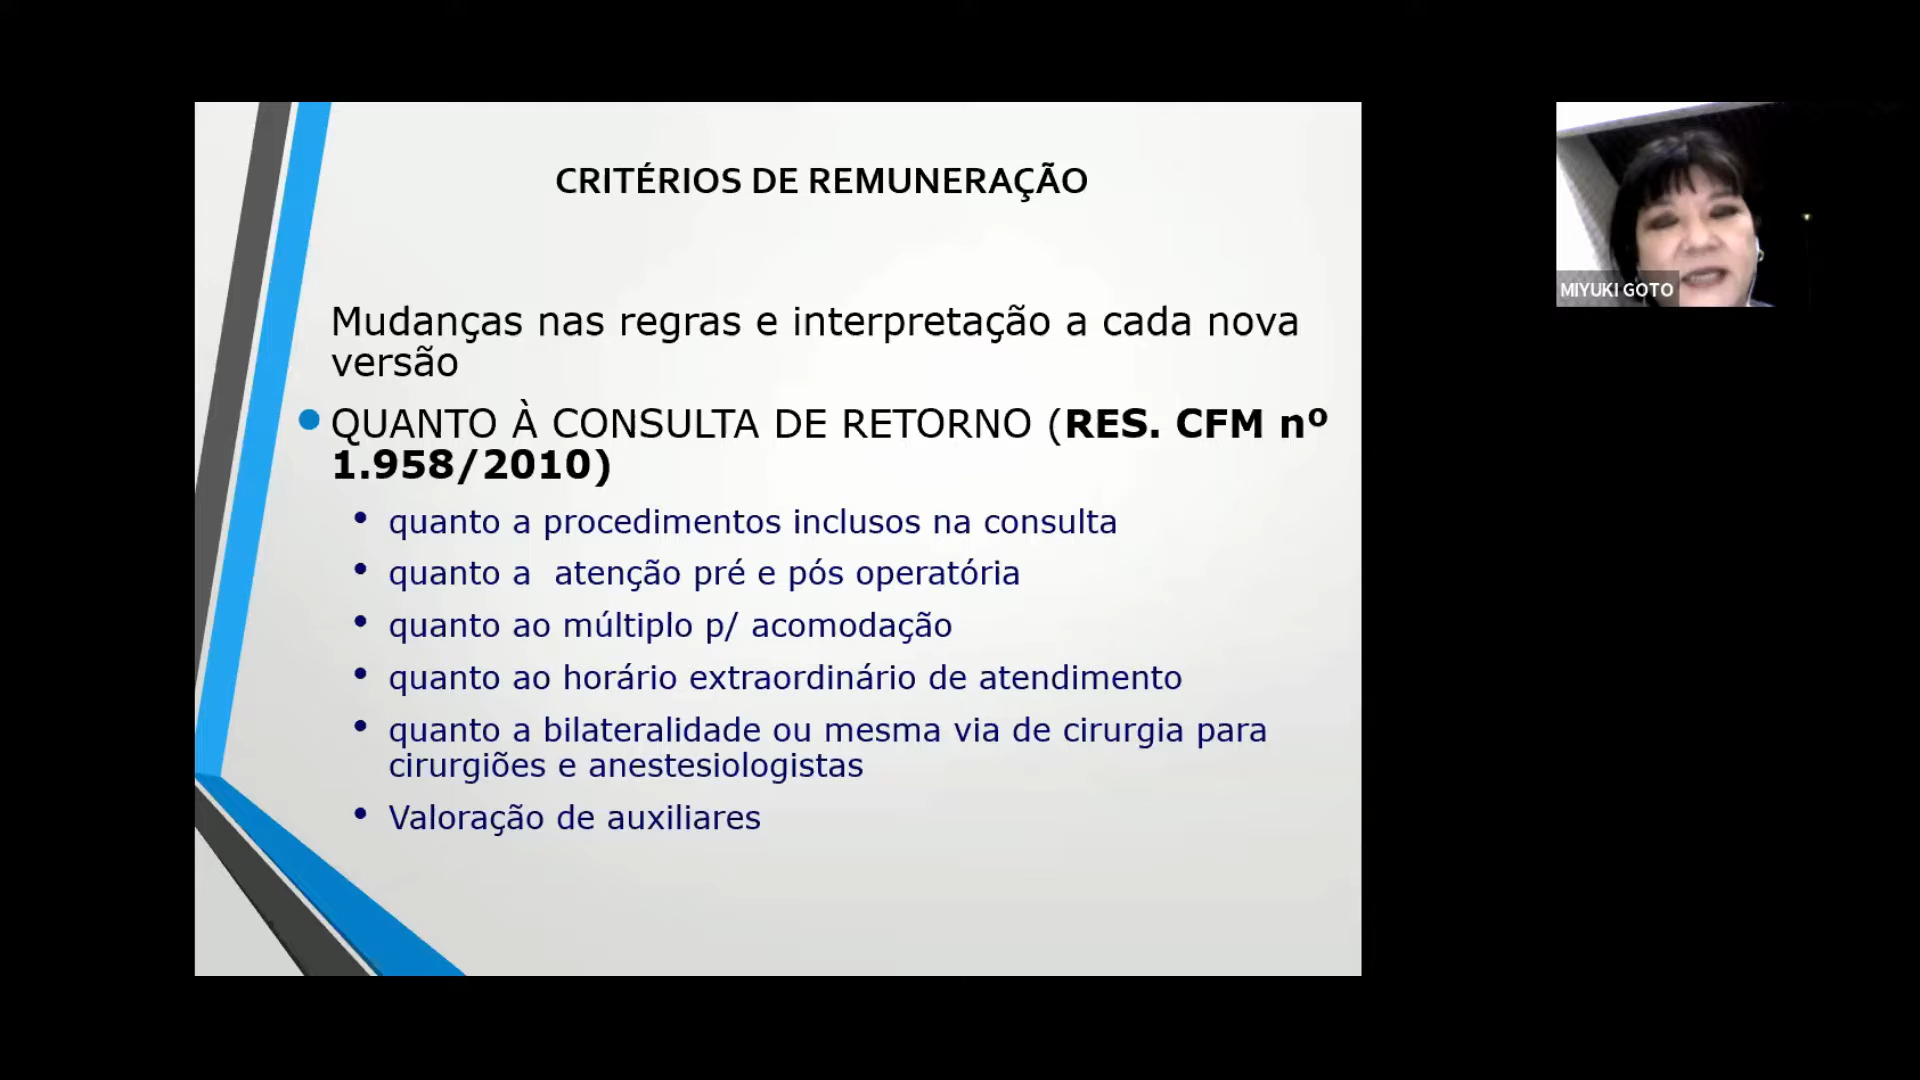 CRITÉRIOS DE REMUNERAÇÃO
Mudanças nas regras e interpretação a cada nova
versão
QUANTO À CONSULTA DE RETORNO (RES. CFM nº
1.958/2010)
quanto a procedimentos inclusos na consulta
quanto a  atenção pré e pós operatória
quanto ao múltiplo p/ acomodação
quanto ao horário extraordinário de atendimento
quanto a bilateralidade ou mesma via de cirurgia para
cirurgiões e anestesiologistas
Valoração de auxiliares
MIYUKI GOTO